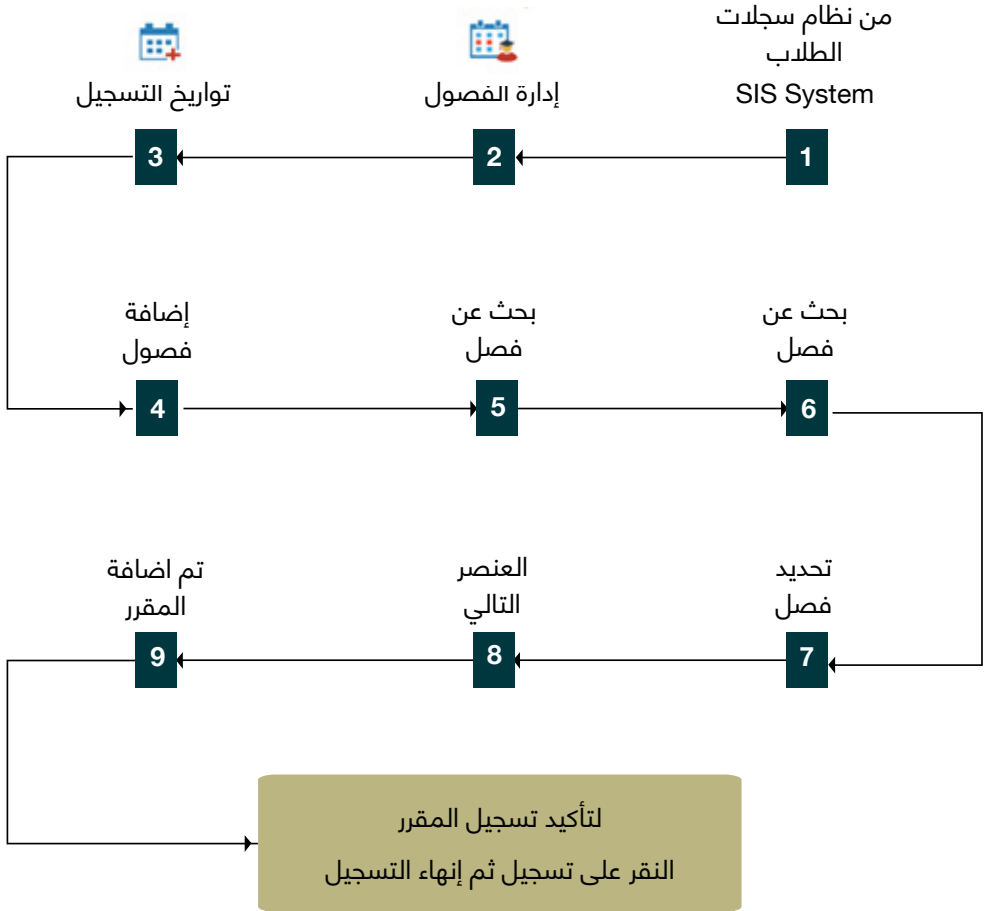 من نظام سجلات
الطلاب
SIS System
1
إدارة الفصول
2
تواريخ التسجيل
3
إضافة
فصول
4
بحث عن
فصل
5
بحث عن
فصل
6
تحديد
فصل
7
العنصر
التالي
8
تم اضافة
المقرر
9
لتأكيد تسجيل المقرر
النقر على تسجيل ثم إنهاء التسجيل